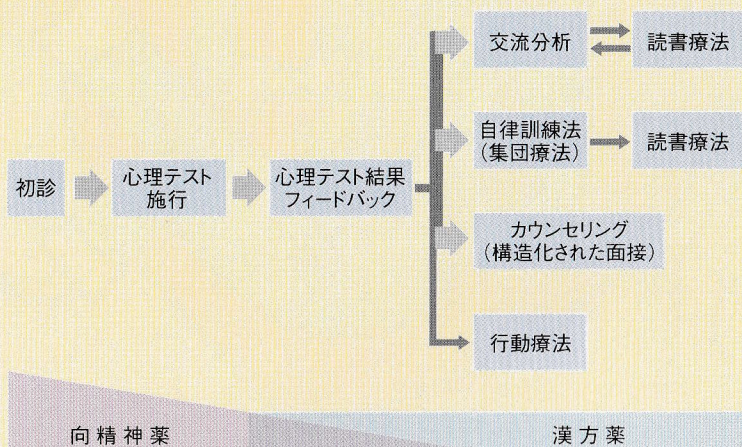 初診
心理テスト
施行
心理テスト結果
フィードバック
交流分析
読書療法
自律訓練法
(集団療法)
読書療法
カウンセリング
(構造化された面接)
行動療法
向精神薬
漢方薬